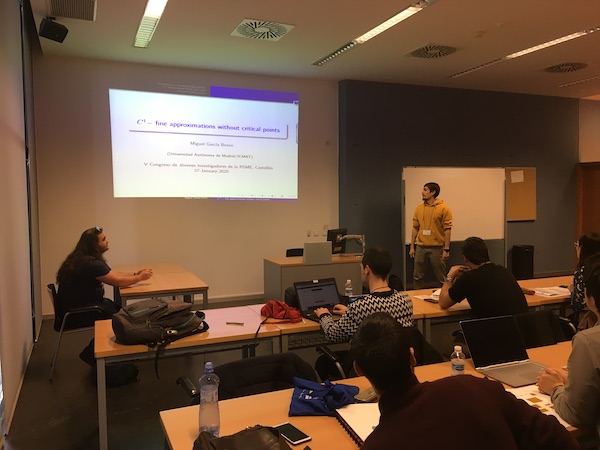 C¹ – fine approximations without critical points
Miguel García Bravo
(Universidad Autónoma de Madrid/ICMAT)
V Congreso de Jóvenes Investigadores de la RSME, Castellón
27 January 2020